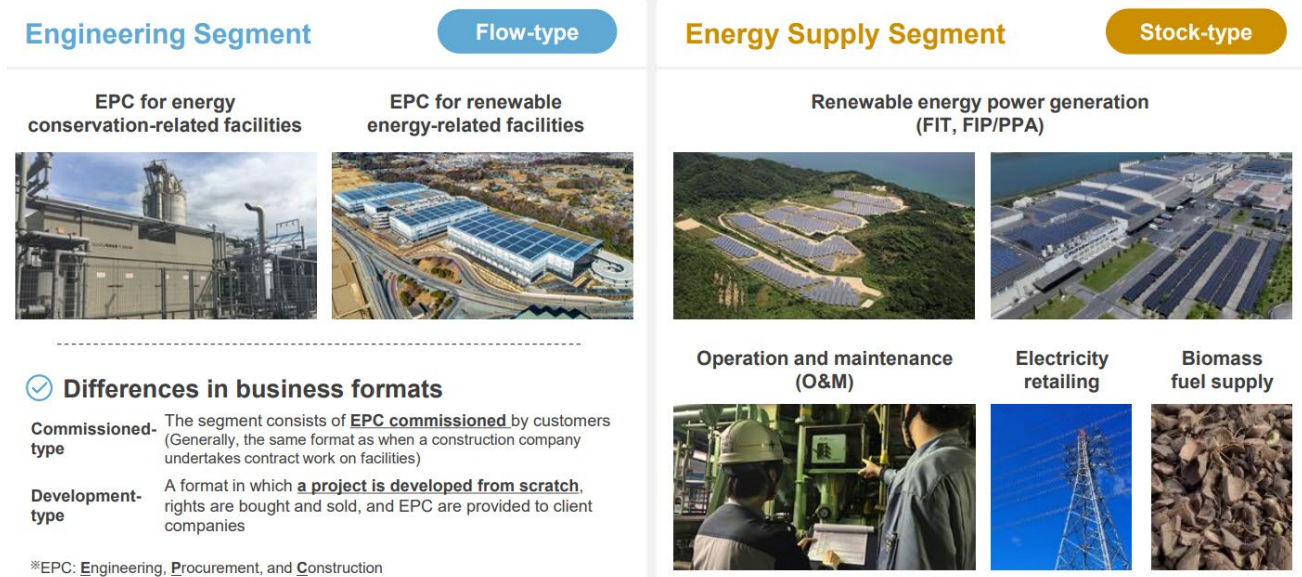 Engineering Segment
Flow-type
EPC for energy
conservation-related facilities
EPC for renewable
energy-related facilities
Differences in business formats
Commissioned-
type
The segment consists of EPC commissioned by customers
(Generally, the same format as when a construction company
undertakes contract work on facilities)
Development-
type
A format in which a project is developed from scratch,
rights are bought and sold, and EPC are provided to client
companies
※EPC: Engineering, Procurement, and Construction
Energy Supply Segment
Stock-type
Renewable energy power generation
(FIT, FIP/PPA)
Operation and maintenance
(O&M)
Electricity
retailing
Biomass
fuel supply